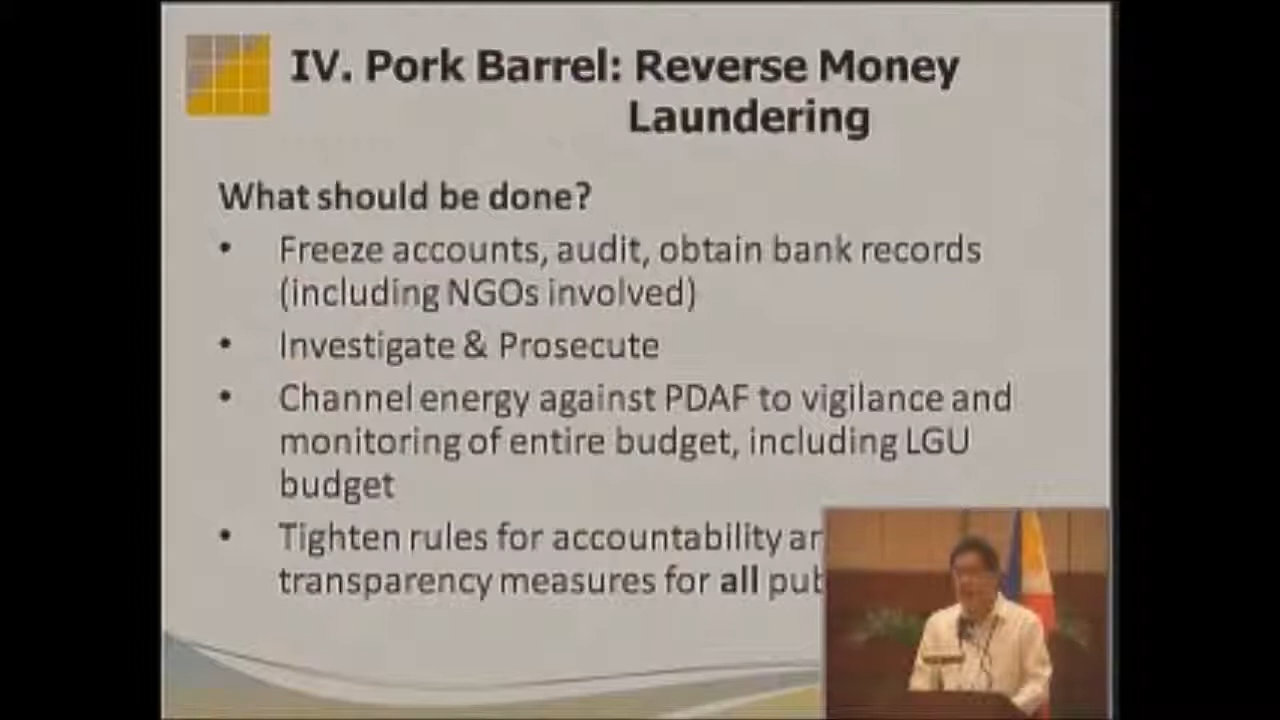 IV. Pork Barrel: Reverse Money
Laundering
What should be done?
• Freeze accounts, audit, obtain bank records
(including NGOs involved)
• Investigate & Prosecute
• Channel energy against PDAF to vigilance and
monitoring of entire budget, including LGU
budget
• Tighten rules for accountability
transparency measures for all